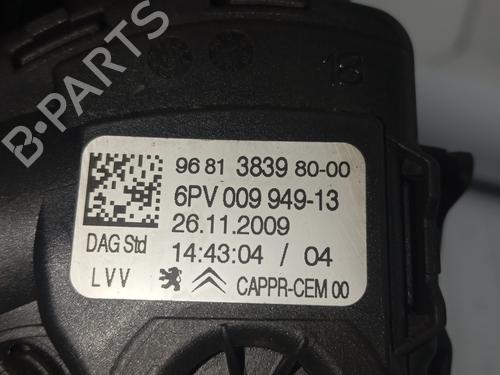 B-PARTS
16
96 81 3839 80-00
6PV 009 949-13
26.11.2009
DAG Std
14:43:04 / 04
LVV CAPPR-CEM 00